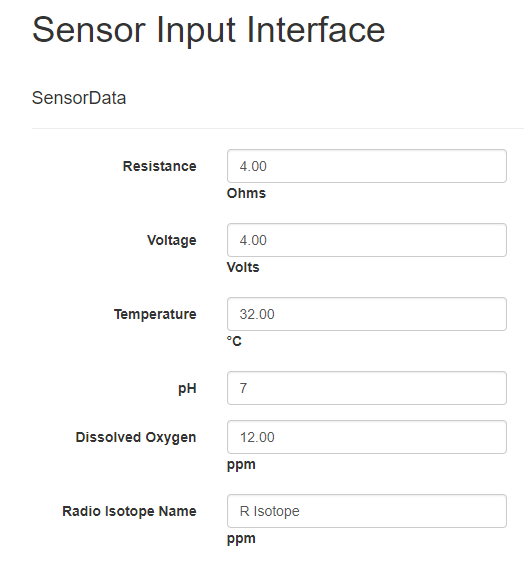 Sensor Input Interface
SensorData
Resistance 4.00
Ohms
Voltage 4.00
Volts
Temperature 32.00
°C
pH 7
Dissolved Oxygen 12.00
ppm
Radio Isotope Name R Isotope
ppm